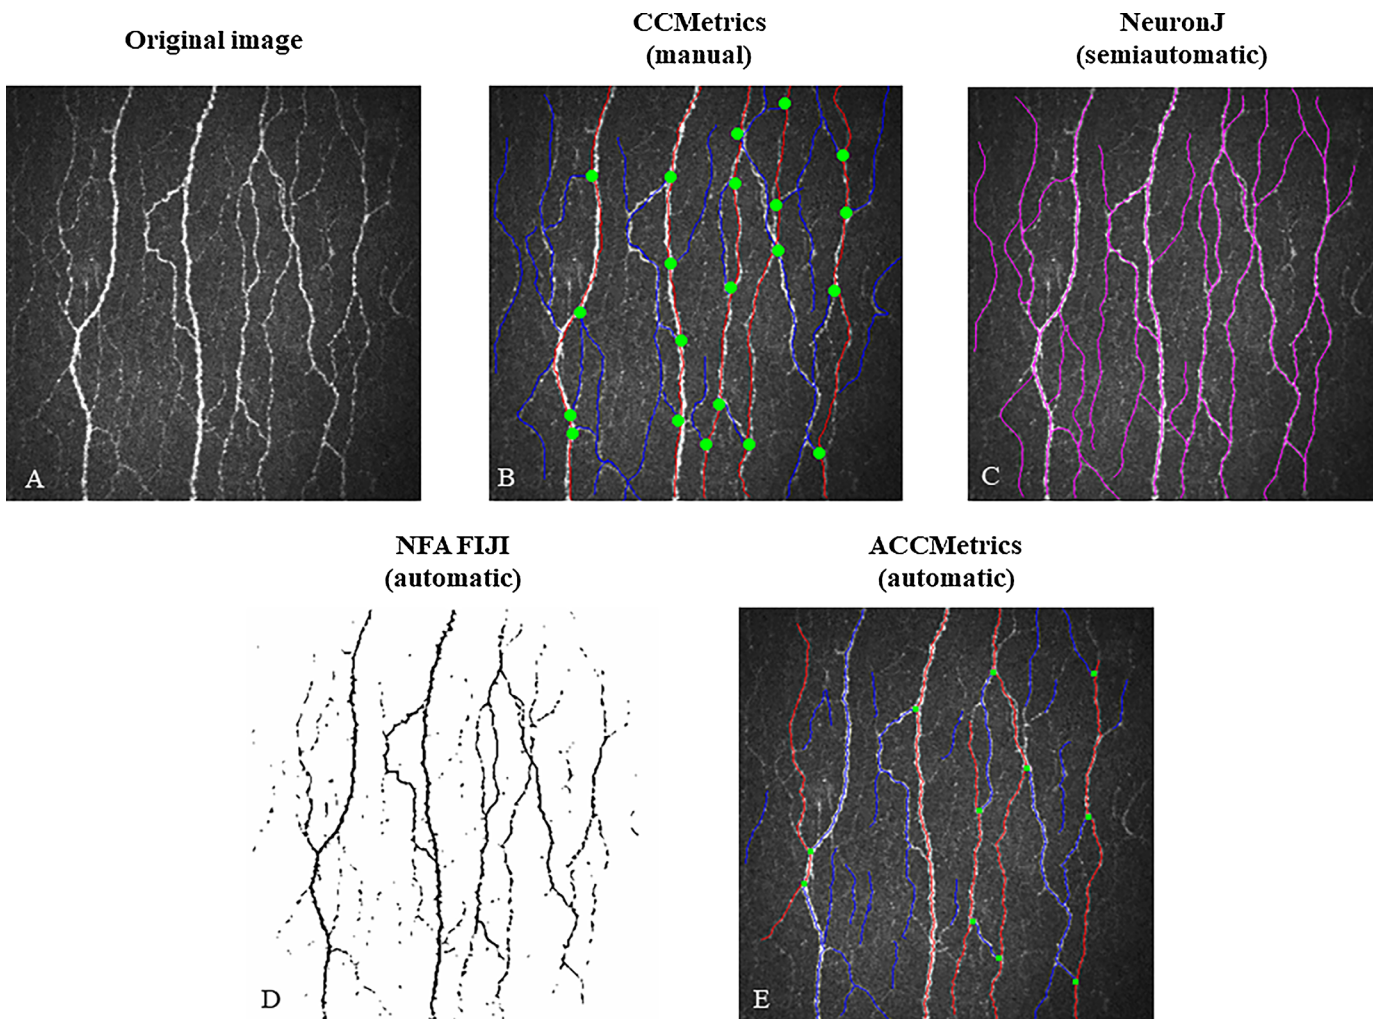 Original image
CCMetrics
(manual)
NeuronJ
(semiautomatic)
A
B
C
NFA FIJI
(automatic)
ACCMetrics
(automatic)
D
E